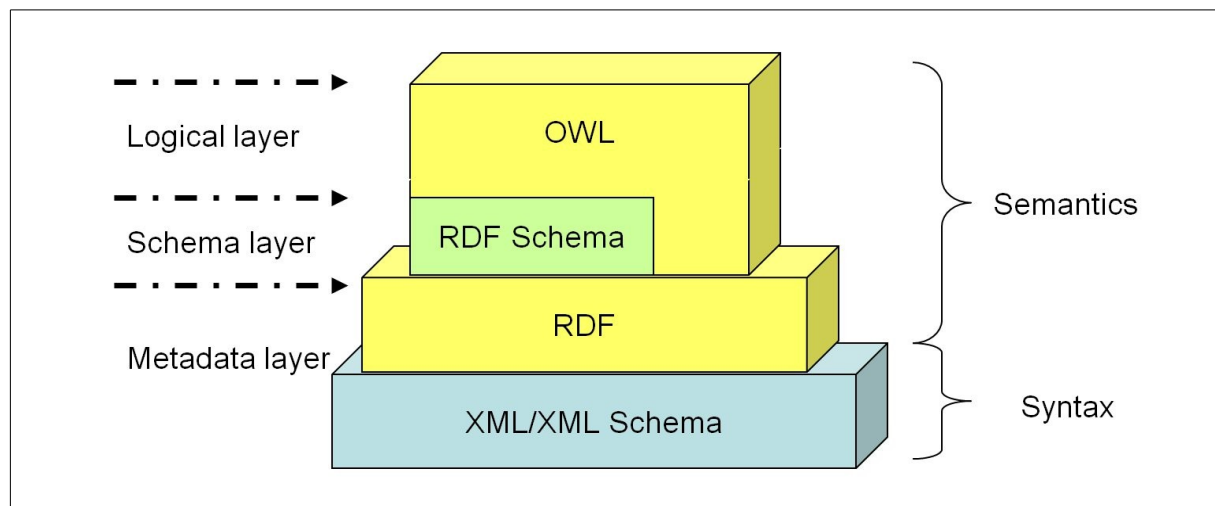 Logical layer
OWL
Schema layer
RDF Schema
Semantics
RDF
Metadata layer
XML/XML Schema
Syntax